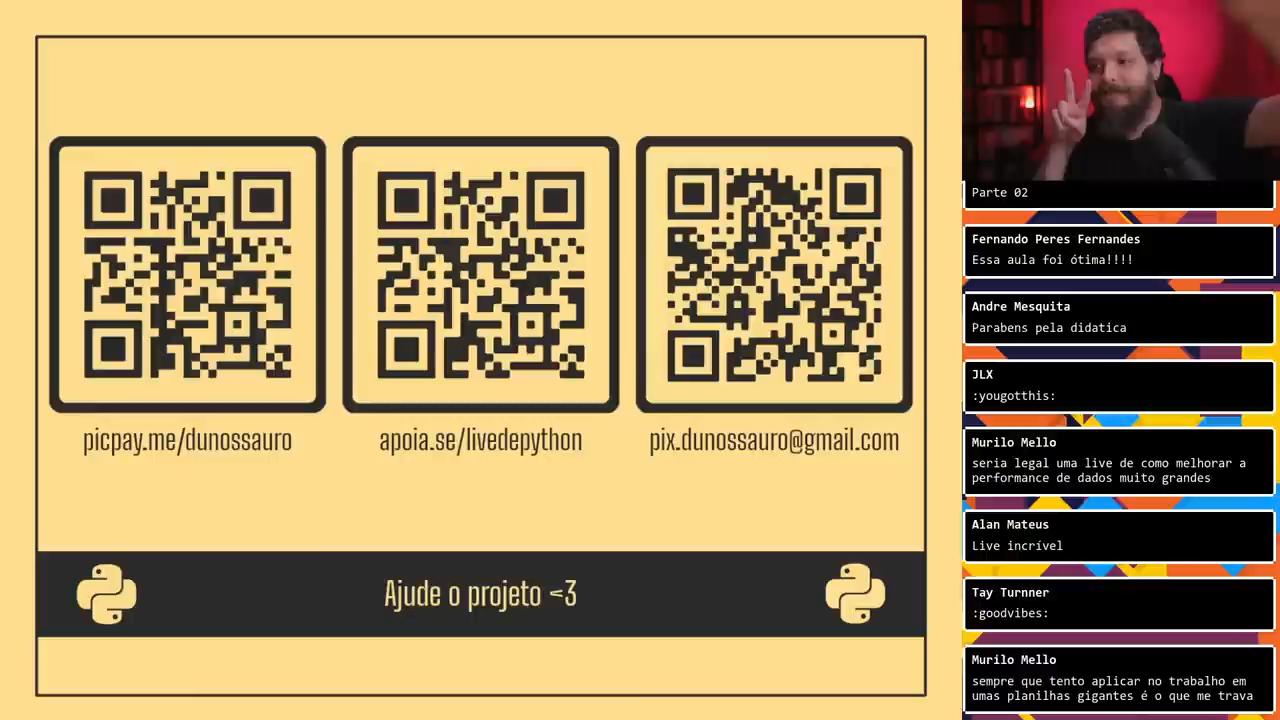 picpay.me/dunossauro
apoia.se/livedepython
pix.dunossauro@gmail.com
Ajude o projeto <3
Parte 02
Fernando Peres Fernandes
Essa aula foi ótima!!!!
Andre Mesquita
Parabens pela didatica
JLX
:yougotthis:
Murilo Mello
seria legal uma live de como melhorar a
performance de dados muito grandes
Alan Mateus
Live incrível
Tay Turnner
:goodvibes:
Murilo Mello
sempre que tento aplicar no trabalho em
umas planilhas gigantes é o que me trava